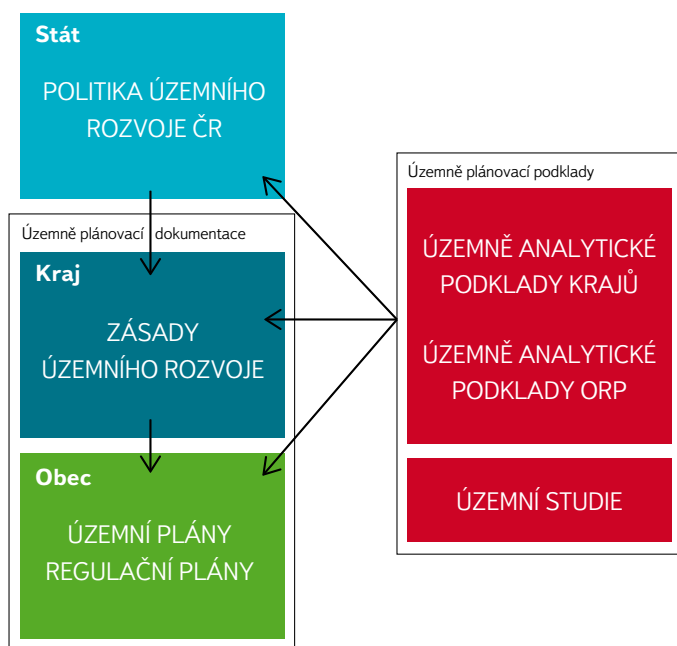 Stát
POLITIKA ÚZEMNÍHO
ROZVOJE ČR
Územně plánovací dokumentace
Kraj
ZÁSADY
ÚZEMNÍHO ROZVOJE
Obec
ÚZEMNÍ PLÁNY
REGULAČNÍ PLÁNY
Územně plánovací podklady
ÚZEMNĚ ANALYTICKÉ
PODKLADY KRAJŮ
ÚZEMNĚ ANALYTICKÉ
PODKLADY ORP
ÚZEMNÍ STUDIE